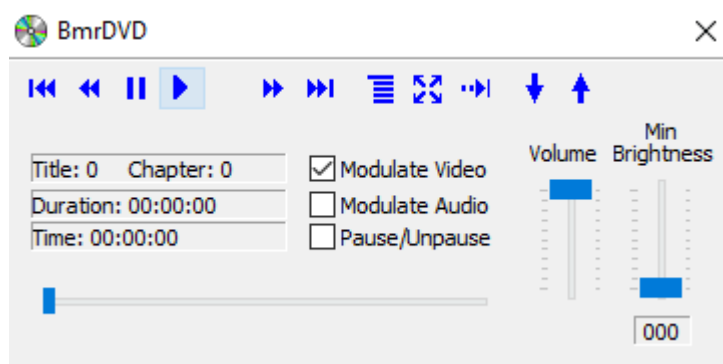 BmrDVD
Title: 0 Chapter: 0
Duration: 00:00:00
Time: 00:00:00
Modulate Video
Modulate Audio
Pause/Unpause
Volume
Min
Brightness
000